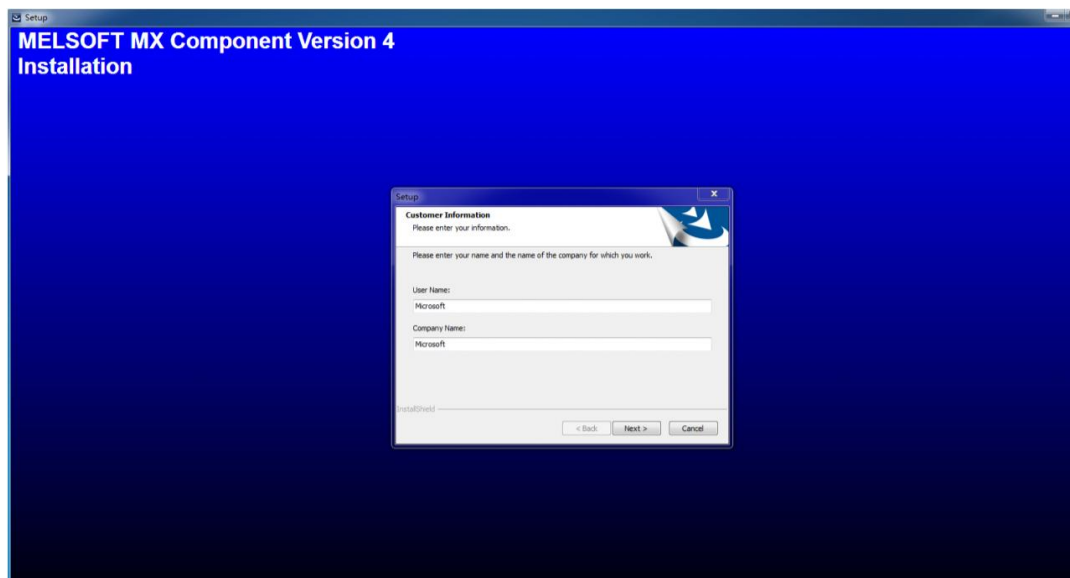 Setup
MELSOFT MX Component Version 4
Installation
Setup
Customer Information
Please enter your information.
Please enter your name and the name of the company for which you work.
User Name:
Microsoft
Company Name:
Microsoft
InstallShield
< Back Next > Cancel